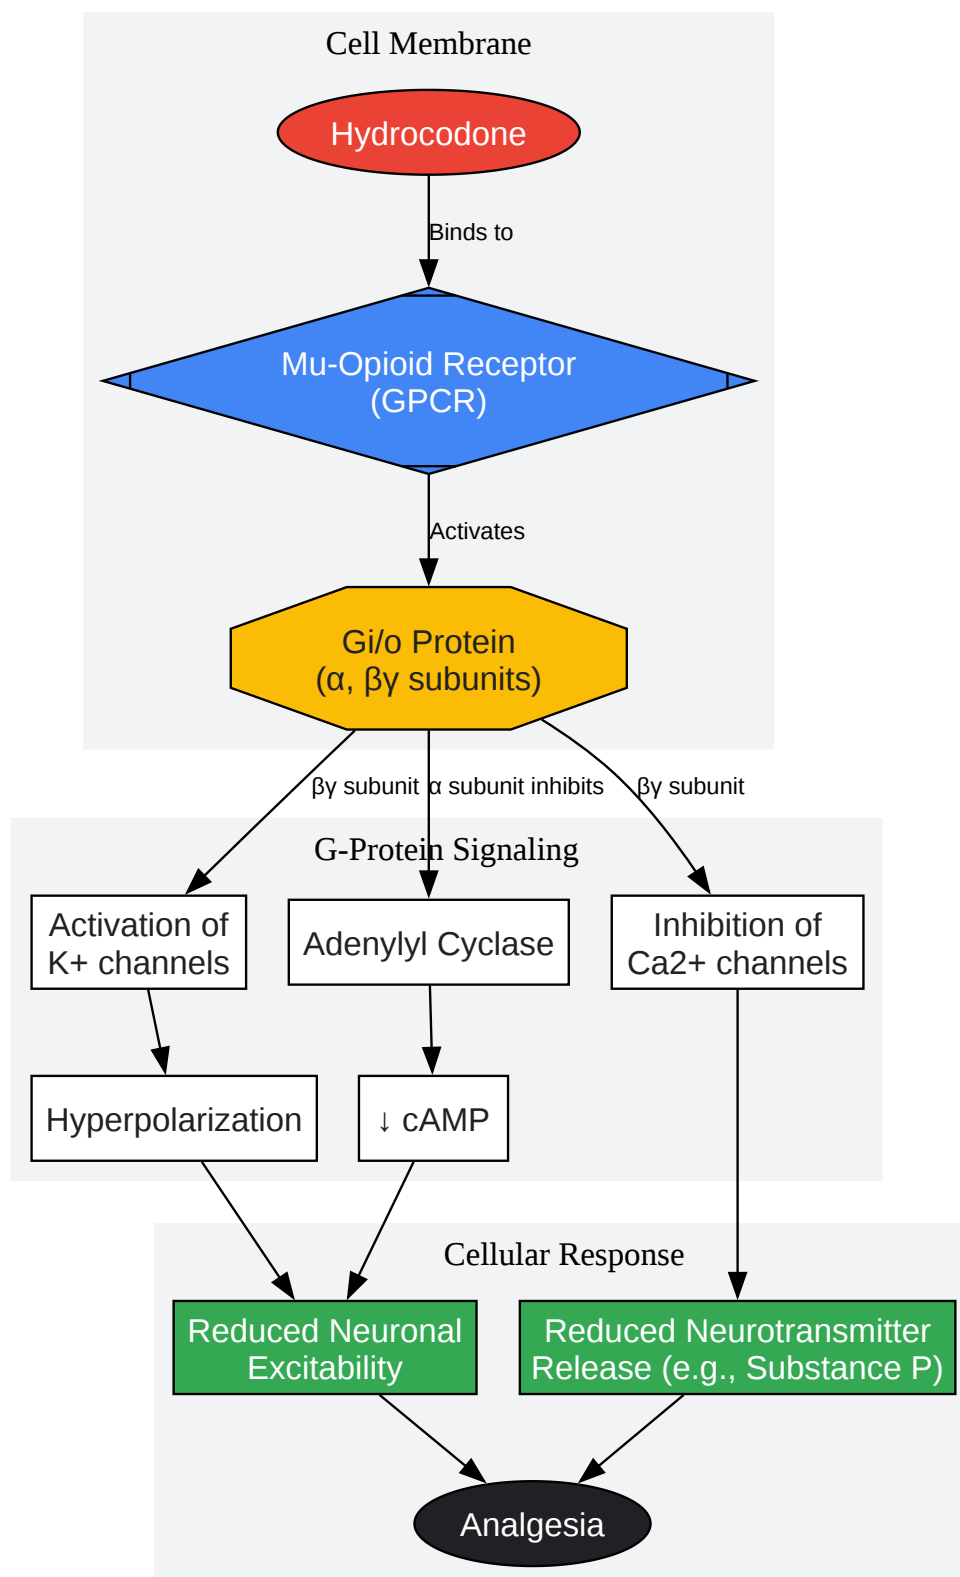 Cell Membrane
Hydrocodone
Binds to
Mu-Opioid Receptor
(GPCR)
Activates
Gi/o Protein
(α, βγ subunits)
βγ subunit
α subunit inhibits
βγ subunit
G-Protein Signaling
Activation of
K+ channels
Adenylyl Cyclase
Inhibition of
Ca2+ channels
Hyperpolarization
↓ cAMP
Cellular Response
Reduced Neuronal
Excitability
Reduced Neurotransmitter
Release (e.g., Substance P)
Analgesia